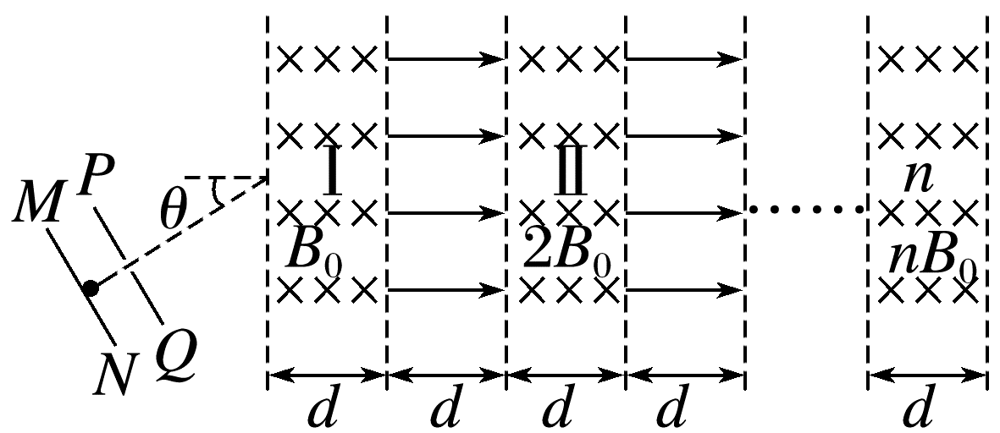 M P θ
N Q
Ⅰ
B₀
Ⅱ
2B₀
n
nB₀
d d d d d